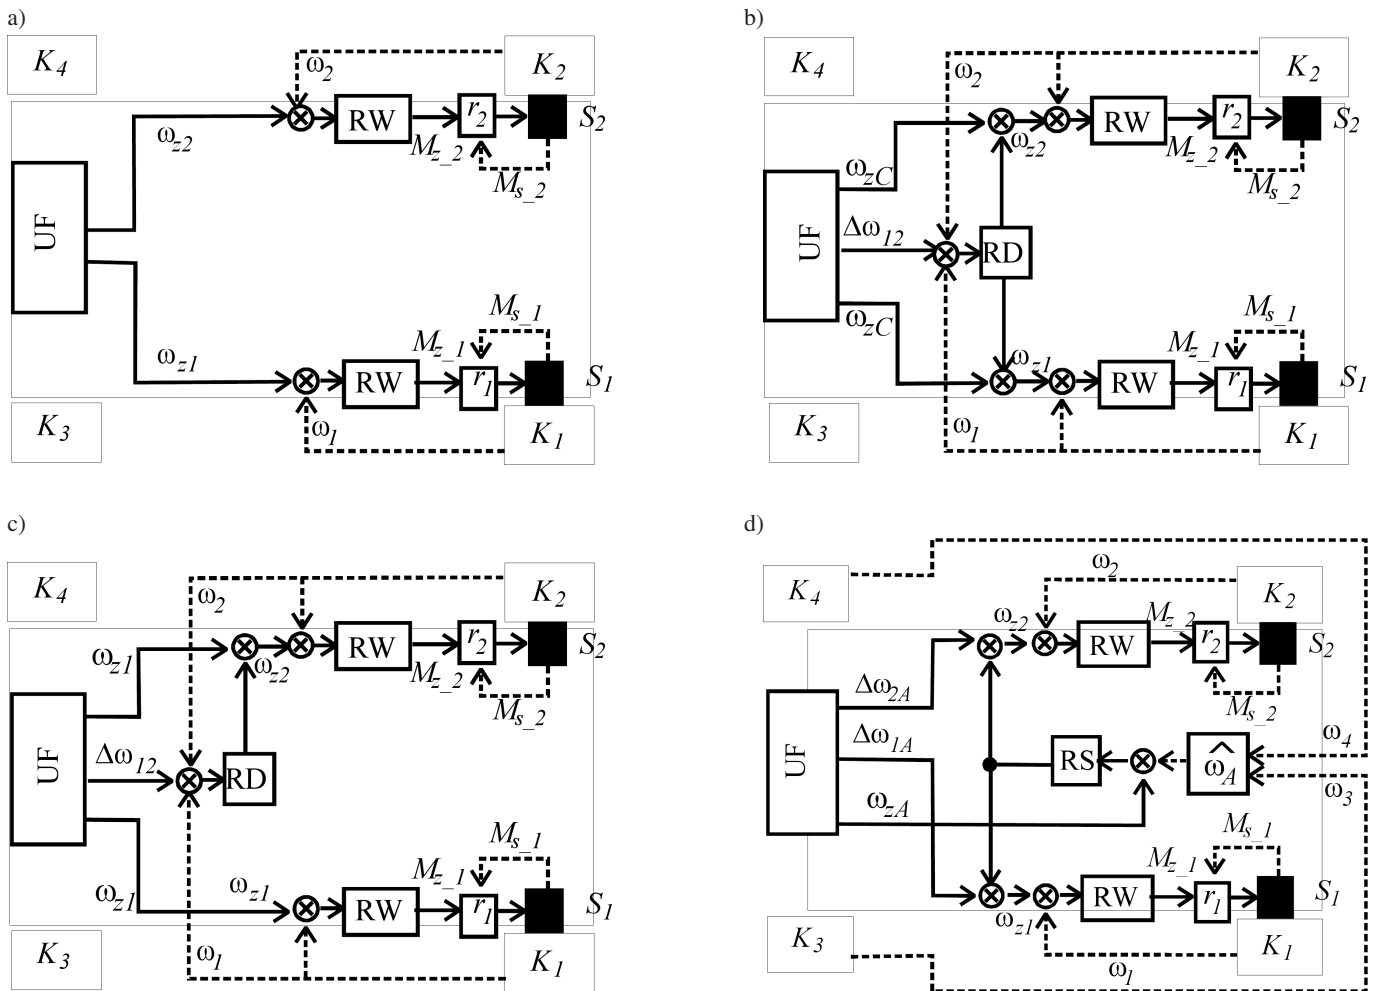 a)
K4
ω2
K2
ωz2
RW
Mz_2
r2
S2
Ms_2
UF
Ms_1
Mz_1
ωz1
RW
r1
S1
K3
ω1
K1
b)
K4
ω2
K2
ωz2
RW
Mz_2
r2
S2
Ms_2
ωzC
UF
Δω12
RD
ωzC
Ms_1
Mz_1
ωz1
RW
r1
S1
K3
ω1
K1
c)
K4
ω2
K2
ωz1
ωz2
RW
Mz_2
r2
S2
Ms_2
UF
Δω12
RD
Ms_1
Mz_1
ωz1
ωz1
RW
r1
S1
K3
ω1
K1
d)
K4
ω2
K2
ωz2
RW
Mz_2
r2
S2
Ms_2
Δω2A
UF
Δω1A
RS
ω̂A
ω4
ω3
ωzA
Ms_1
Mz_1
RW
r1
S1
ωz1
K3
ω1
K1